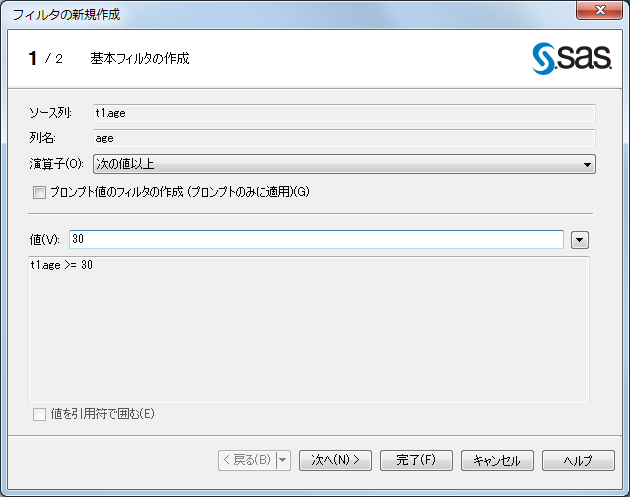 フィルタの新規作成
1 / 2 基本フィルタの作成
sas.
ソース列: t1.age
列名: age
演算子(O): 次の値以上
プロンプト値のフィルタの作成 (プロンプトのみに適用)(G)
値(V): 30
t1.age >= 30
値を引用符で囲む(E)
< 戻る(B) 次へ(N) > 完了(F) キャンセル ヘルプ